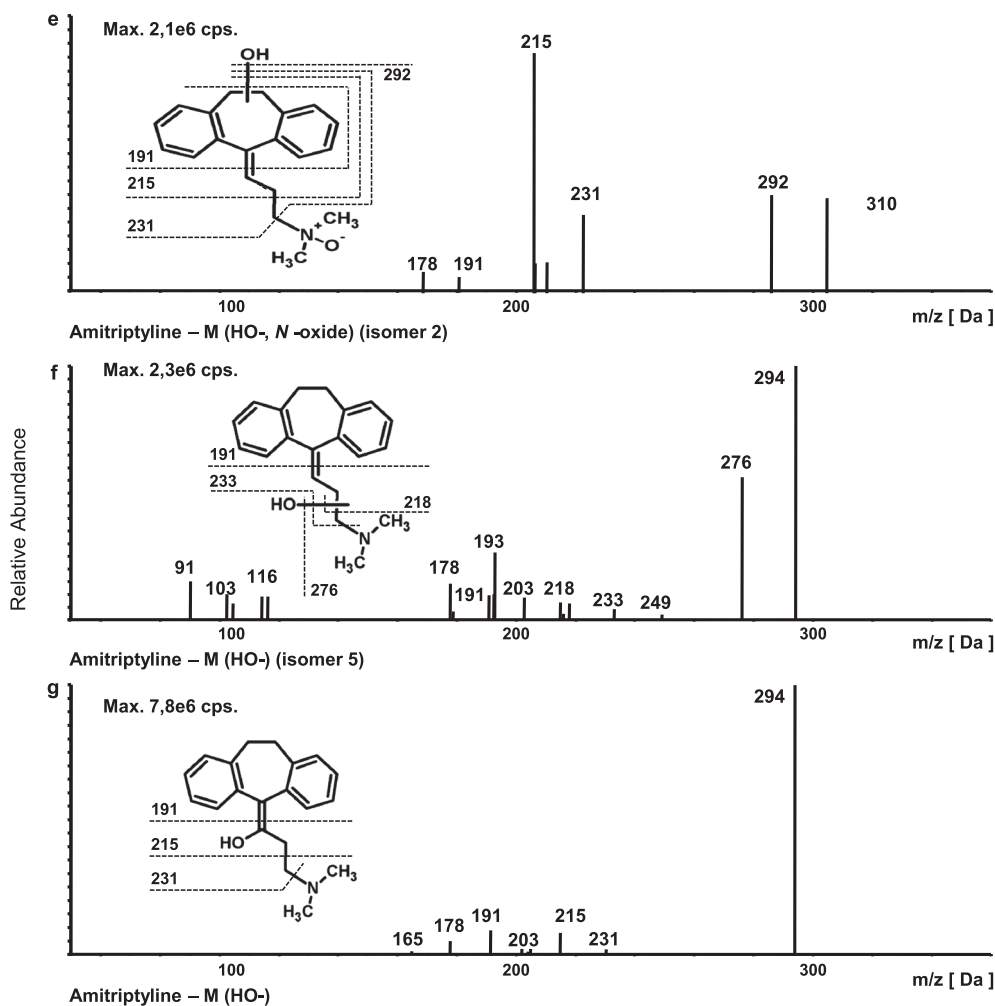 e
Max. 2,1e6 cps.
OH
292
191
215
231
CH3
N+
O-
H3C
178
191
215
231
292
310
100
200
300
m/z [ Da ]
Amitriptyline – M (HO-, N -oxide) (isomer 2)
Relative Abundance
f
Max. 2,3e6 cps.
191
233
HO
218
CH3
N
H3C
276
91
103
116
178
191
193
203
218
233
249
276
294
100
200
300
m/z [ Da ]
Amitriptyline – M (HO-) (isomer 5)
g
Max. 7,8e6 cps.
191
HO
215
231
CH3
N
H3C
165
178
191
203
215
231
294
100
200
300
m/z [ Da ]
Amitriptyline – M (HO-)